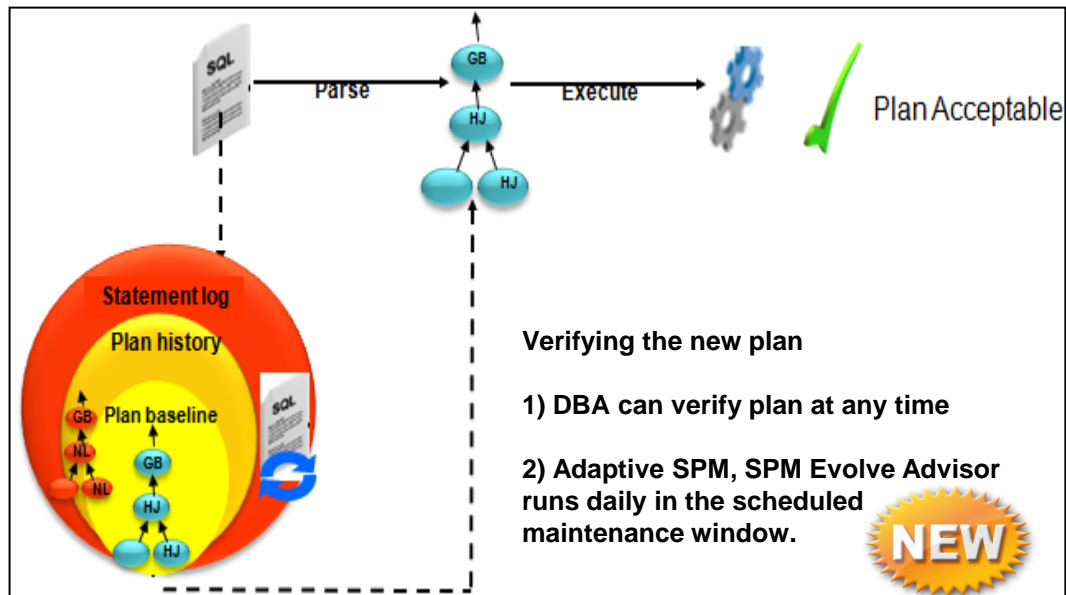 SQL
Parse
GB
HJ
HJ
Execute
Plan Acceptable
Statement log
Plan history
Plan baseline
GB
NL
NL
GB
HJ
HJ
SQL
Verifying the new plan
1) DBA can verify plan at any time
2) Adaptive SPM, SPM Evolve Advisor
runs daily in the scheduled
maintenance window.
NEW